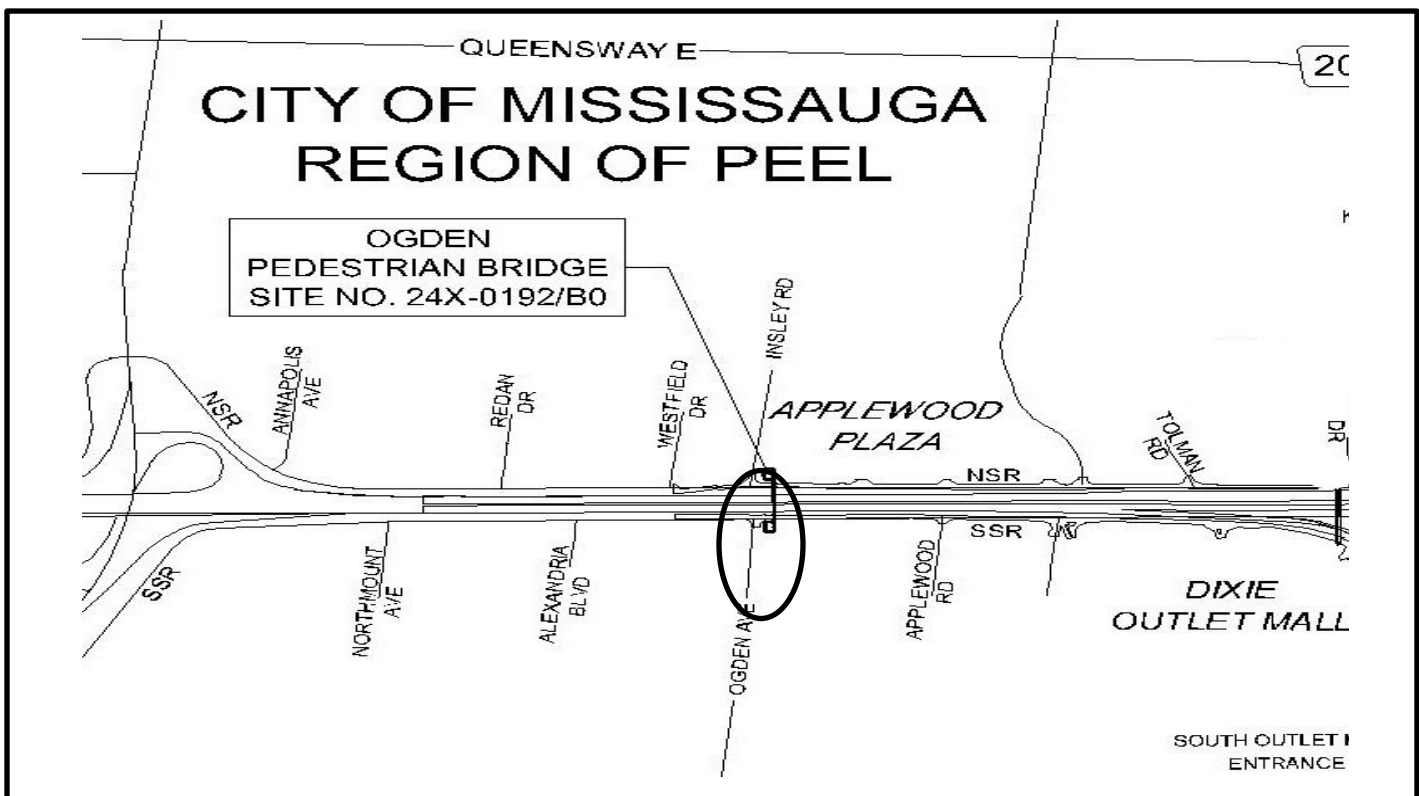 QUEENSWAY E
20
CITY OF MISSISSAUGA
REGION OF PEEL
OGDEN
PEDESTRIAN BRIDGE
SITE NO. 24X-0192/B0
INSLEY RD
ANNAPOLIS
AVE
NSR
REDAN
DR
WESTFIELD
DR
APPLEWOOD
PLAZA
TOLMAN
RD
DR
NSR
SSR
SSR
NORTHMOUNT
AVE
ALEXANDRIA
BLVD
OGDEN AVE
APPLEWOOD
RD
DIXIE
OUTLET MALL
SOUTH OUTLET
ENTRANCE